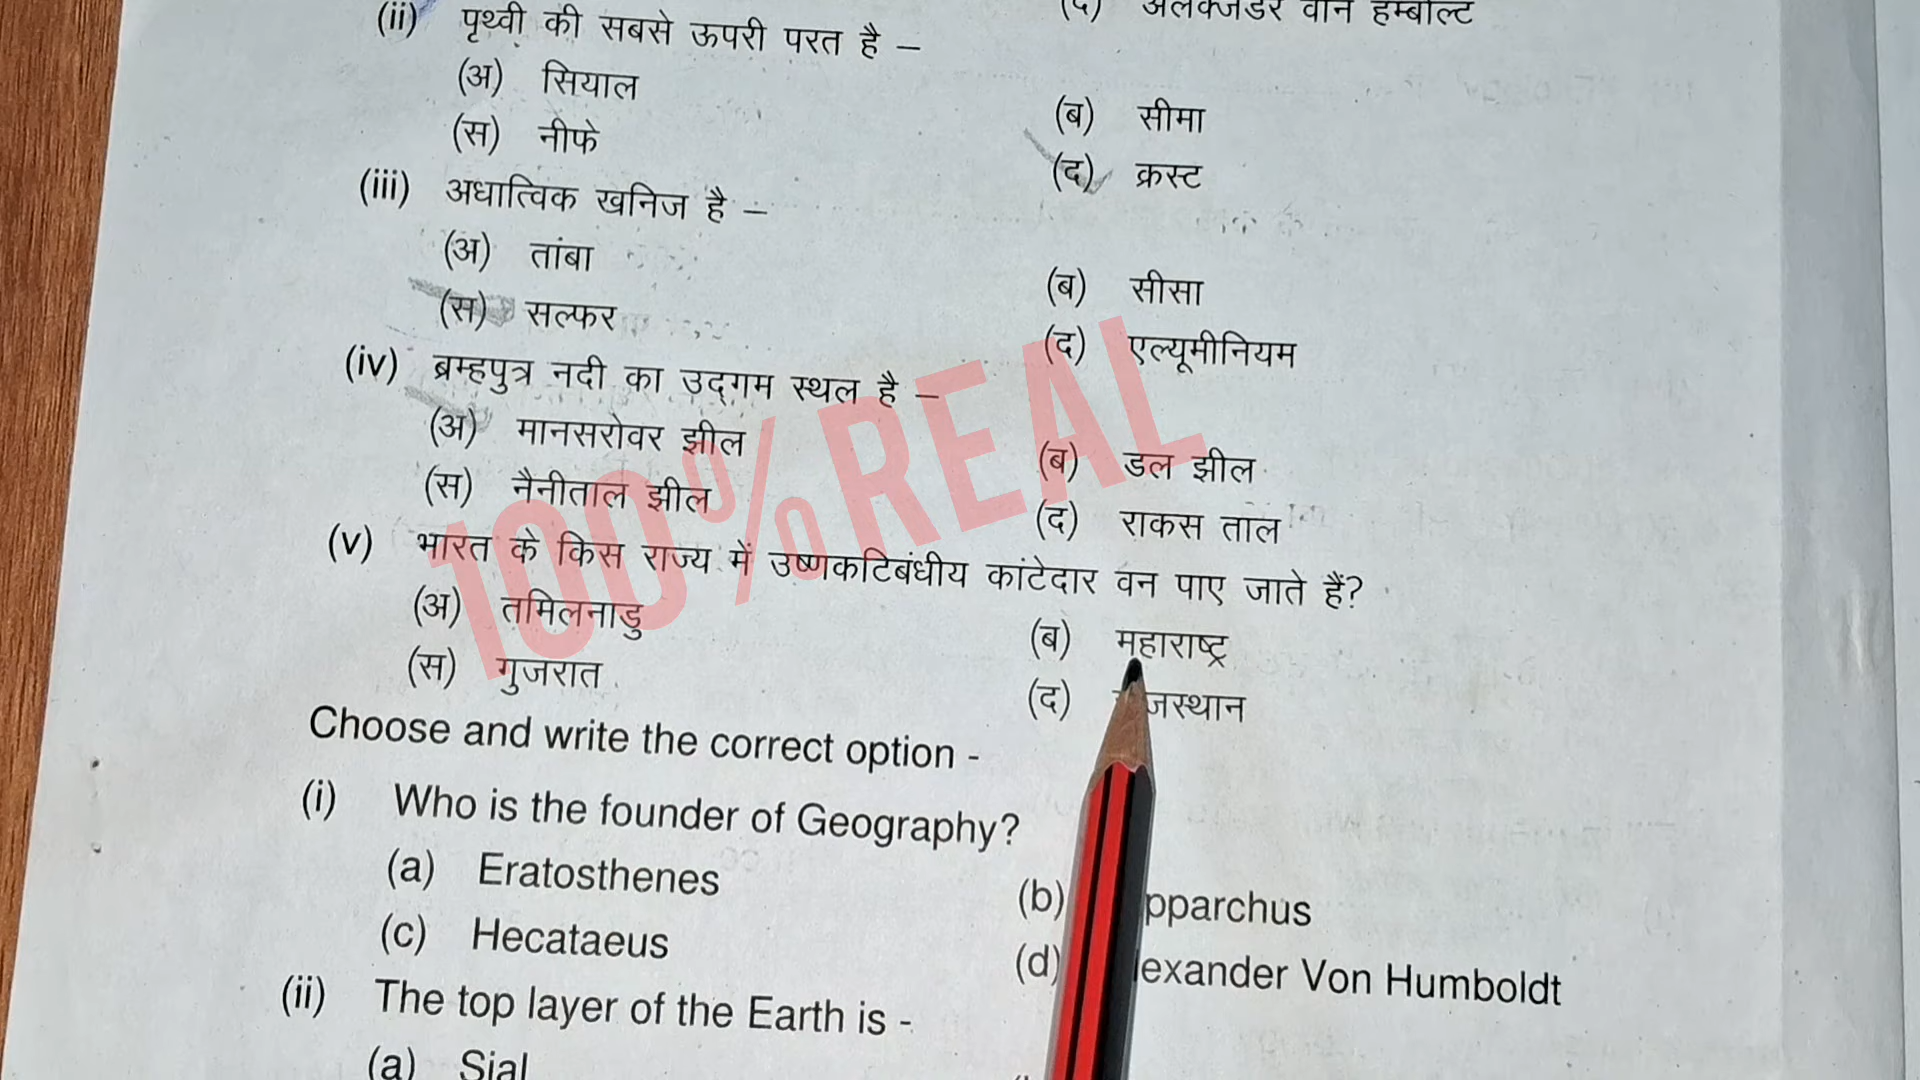 (द) अलेक्जेंडर वॉन हम्बोल्ट
(ii) पृथ्वी की सबसे ऊपरी परत है –
(अ) सियाल
(ब) सीमा
(स) नीफे
(द) क्रस्ट
(iii) अधात्विक खनिज है –
(अ) तांबा
(ब) सीसा
(स) सल्फर
(द) एल्यूमीनियम
(iv) ब्रम्हपुत्र नदी का उद्गम स्थल है –
(अ) मानसरोवर झील
(ब) डल झील
(स) नैनीताल झील
(द) राकस ताल
(v) भारत के किस राज्य में उष्णकटिबंधीय कांटेदार वन पाए जाते हैं?
(अ) तमिलनाडु
(ब) महाराष्ट्र
(स) गुजरात
(द) जस्थान
100% REAL
Choose and write the correct option -
(i) Who is the founder of Geography?
(a) Eratosthenes
(b) pparchus
(c) Hecataeus
(d) lexander Von Humboldt
(ii) The top layer of the Earth is -
(a) Sial